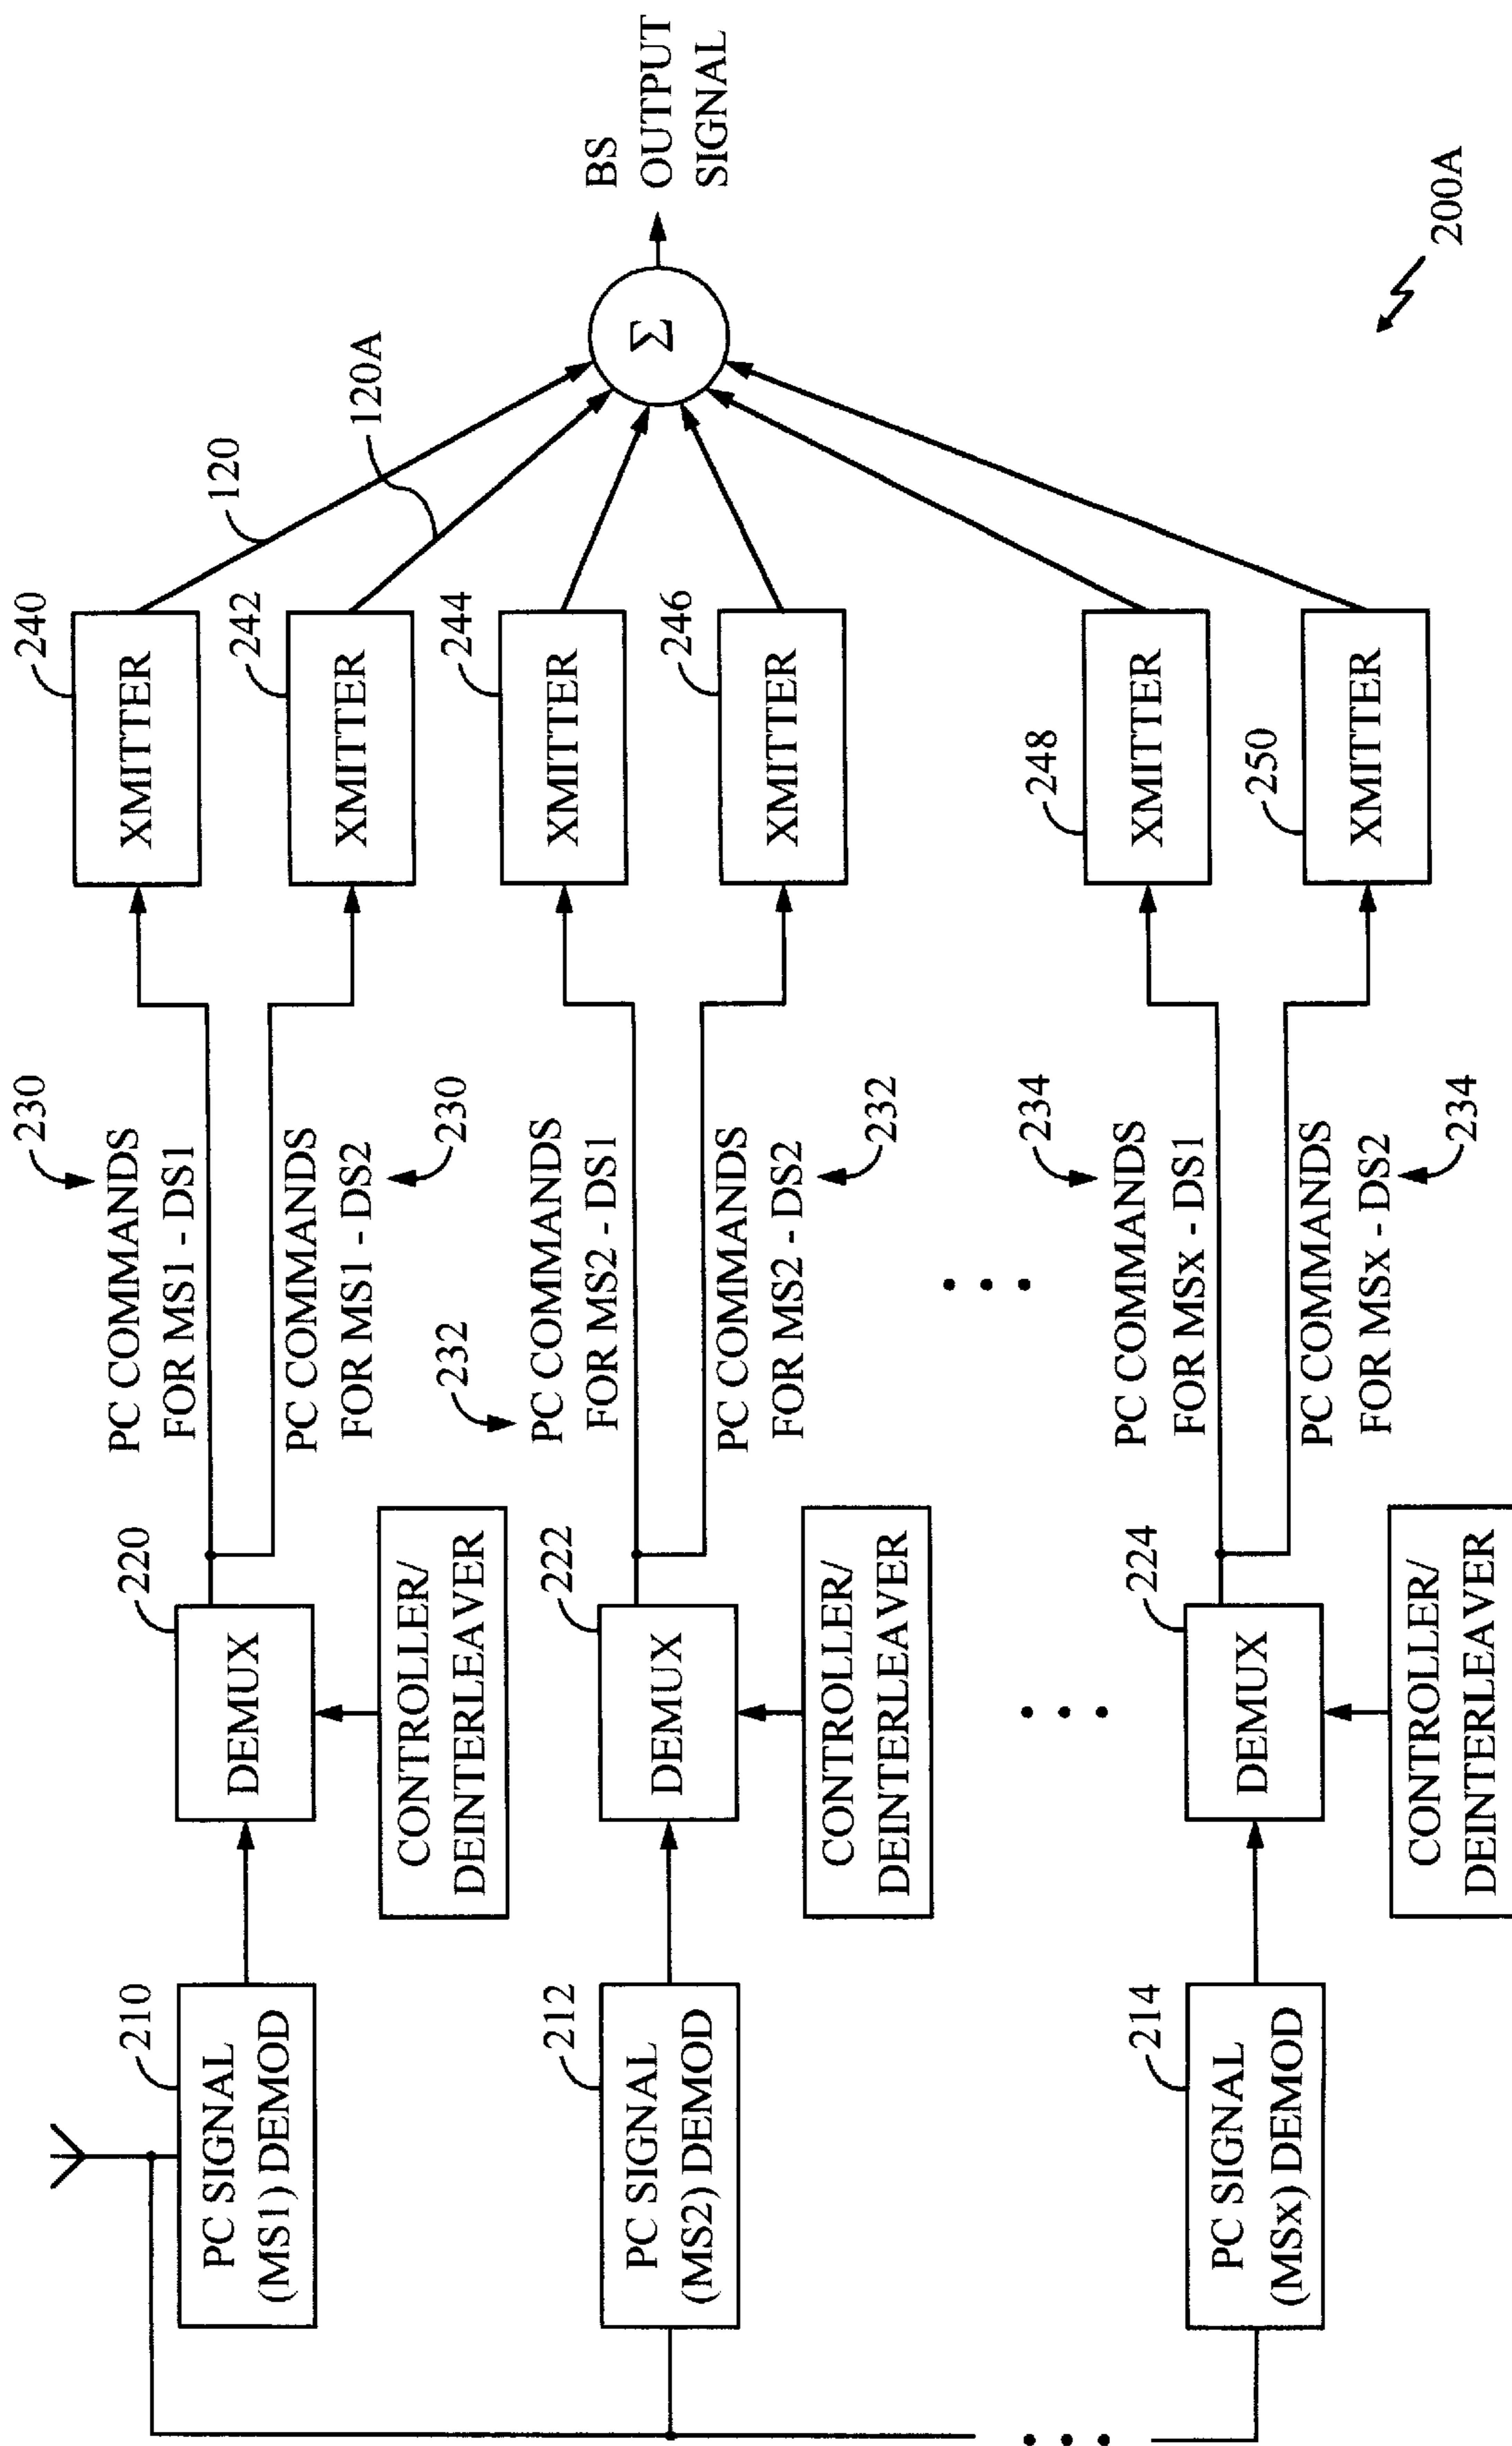 210
PC SIGNAL
(MS1) DEMOD
220
DEMUX
CONTROLLER/
DEINTERLEAVER
230
PC COMMANDS
FOR MS1 - DS1
PC COMMANDS
FOR MS1 - DS2
230
240
XMITTER
242
XMITTER
120
120A
212
PC SIGNAL
(MS2) DEMOD
222
DEMUX
CONTROLLER/
DEINTERLEAVER
232
PC COMMANDS
FOR MS2 - DS1
PC COMMANDS
FOR MS2 - DS2
232
244
XMITTER
246
XMITTER
Σ
BS
OUTPUT
SIGNAL
214
PC SIGNAL
(MSx) DEMOD
224
DEMUX
CONTROLLER/
DEINTERLEAVER
234
PC COMMANDS
FOR MSx - DS1
PC COMMANDS
FOR MSx - DS2
234
248
XMITTER
250
XMITTER
200A